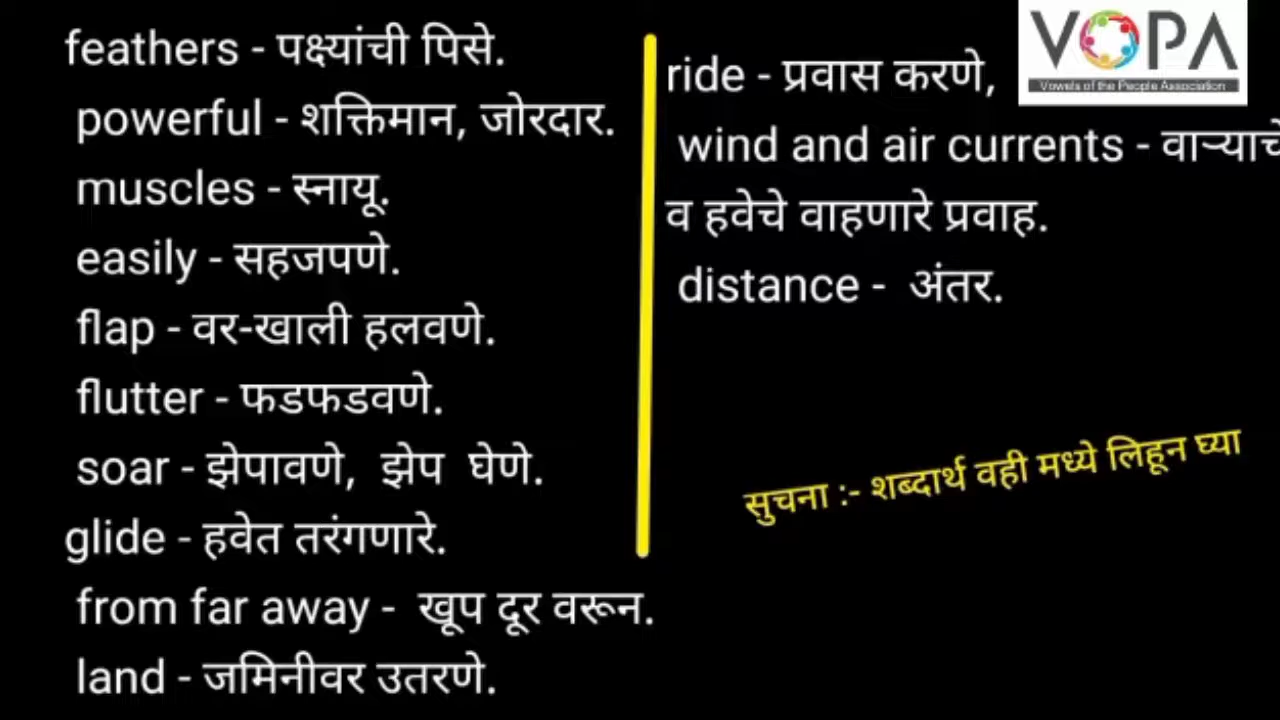 feathers - पक्ष्यांची पिसे.
powerful - शक्तिमान, जोरदार.
muscles - स्नायू.
easily - सहजपणे.
flap - वर-खाली हलवणे.
flutter - फडफडवणे.
soar - झेपावणे, झेप घेणे.
glide - हवेत तरंगणारे.
from far away - खूप दूर वरून.
land - जमिनीवर उतरणे.
VOPA
Vowels of the People Association
ride - प्रवास करणे,
wind and air currents - वाऱ्याचे
व हवेचे वाहणारे प्रवाह.
distance - अंतर.
सुचना :- शब्दार्थ वही मध्ये लिहून घ्या